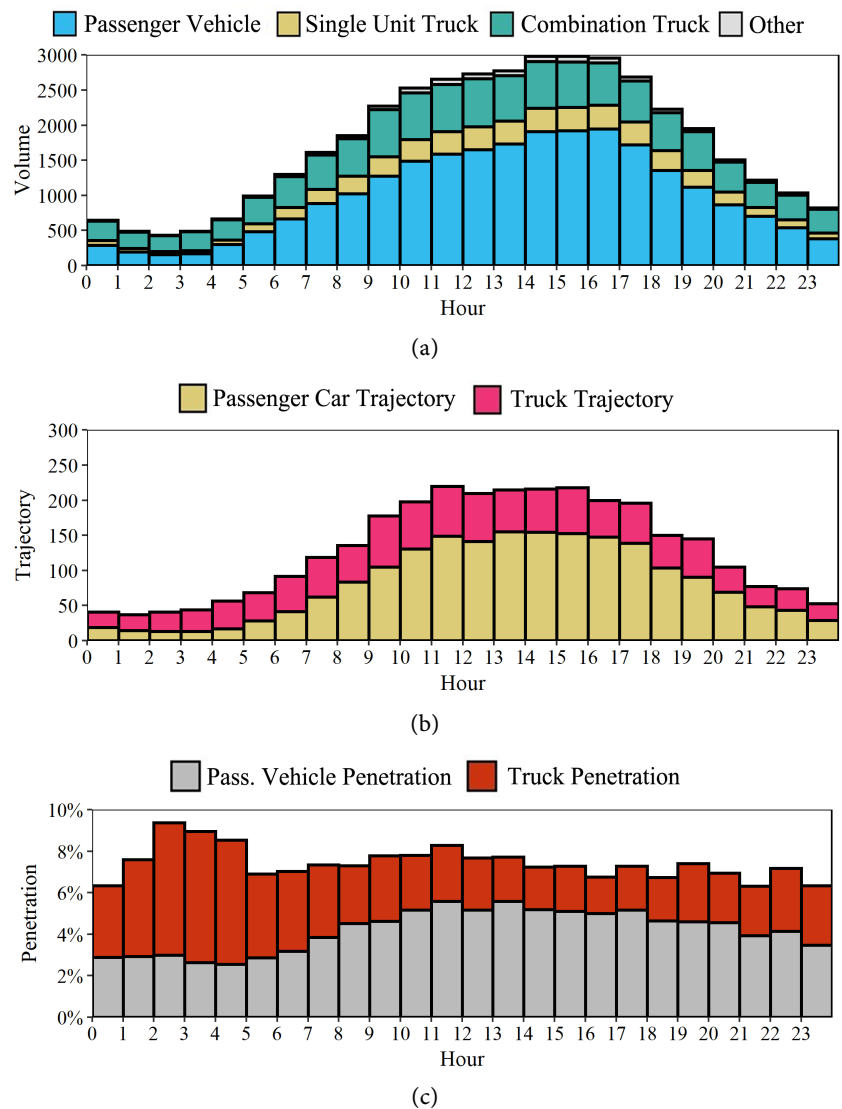 Passenger Vehicle Single Unit Truck Combination Truck Other
3000
2500
2000
1500
1000
500
0
Volume
0 1 2 3 4 5 6 7 8 9 10 11 12 13 14 15 16 17 18 19 20 21 22 23
Hour
(a)
Passenger Car Trajectory Truck Trajectory
300
250
200
150
100
50
0
Trajectory
0 1 2 3 4 5 6 7 8 9 10 11 12 13 14 15 16 17 18 19 20 21 22 23
Hour
(b)
Pass. Vehicle Penetration Truck Penetration
10%
8%
6%
4%
2%
0%
Penetration
0 1 2 3 4 5 6 7 8 9 10 11 12 13 14 15 16 17 18 19 20 21 22 23
Hour
(c)